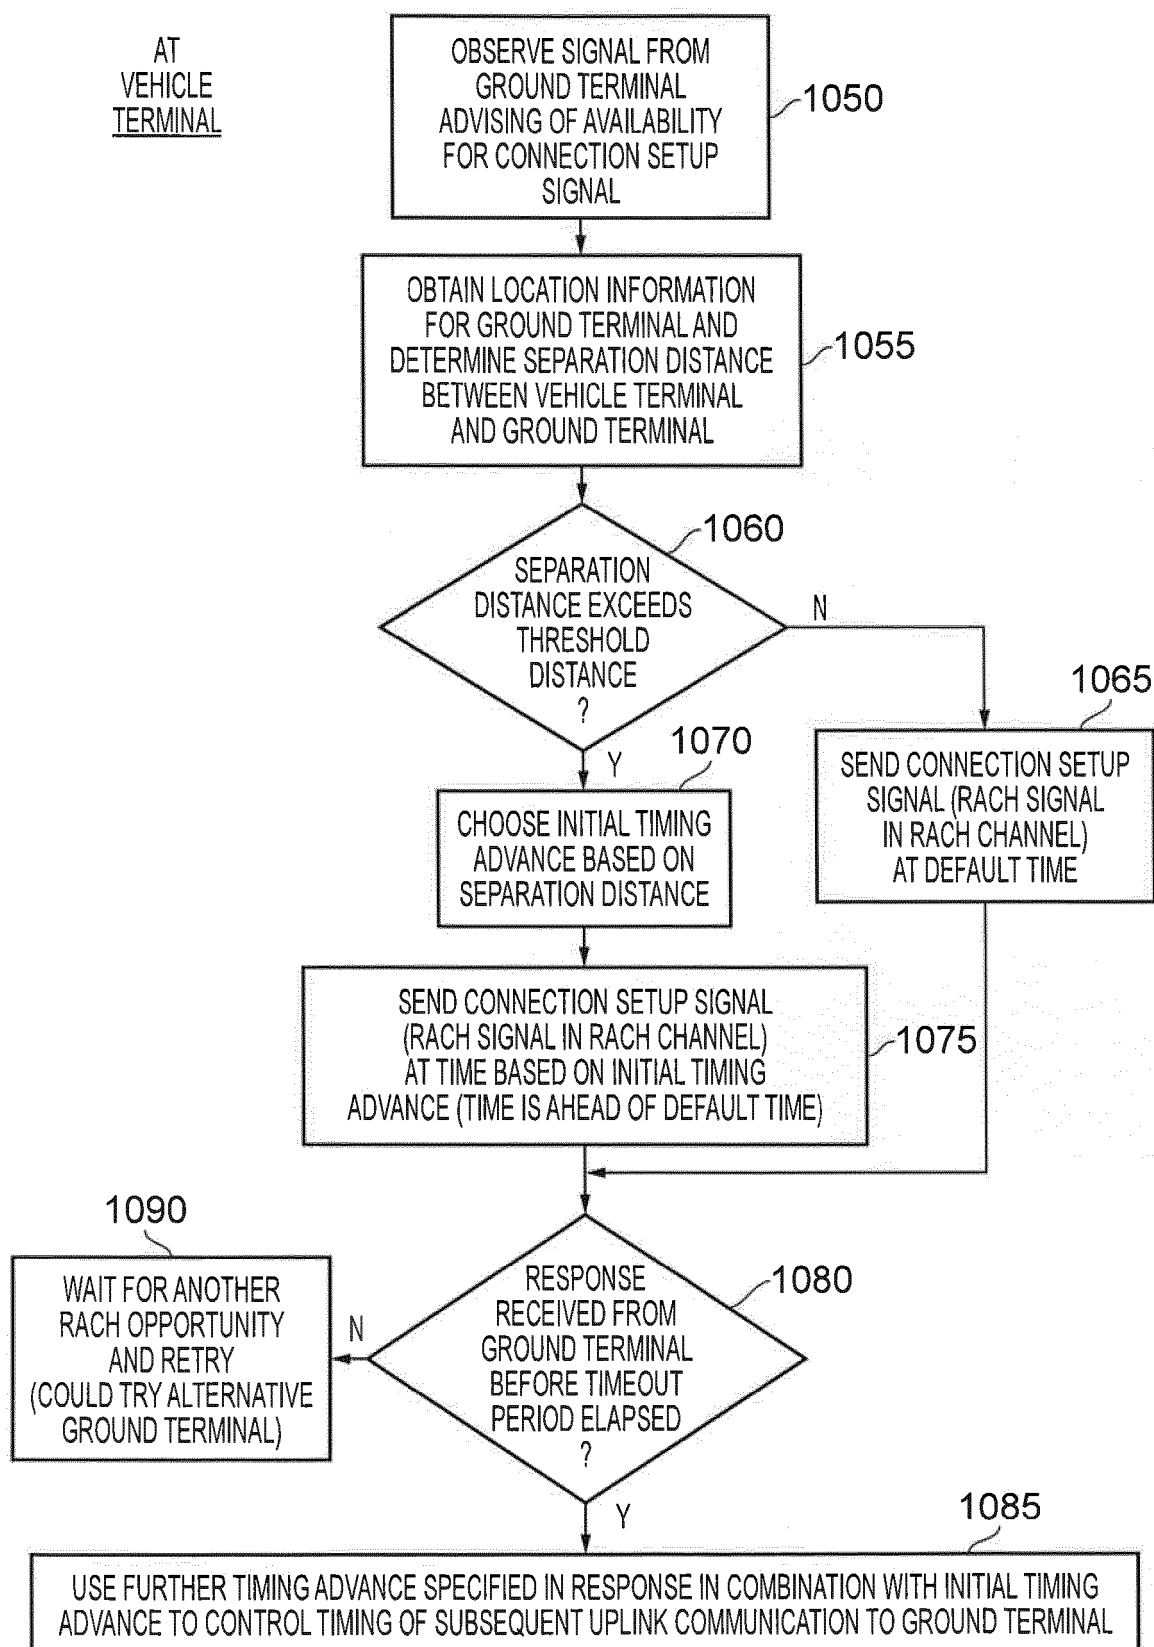 AT
VEHICLE
TERMINAL
OBSERVE SIGNAL FROM
GROUND TERMINAL
ADVISING OF AVAILABILITY
FOR CONNECTION SETUP
SIGNAL
1050
OBTAIN LOCATION INFORMATION
FOR GROUND TERMINAL AND
DETERMINE SEPARATION DISTANCE
BETWEEN VEHICLE TERMINAL
AND GROUND TERMINAL
1055
1060
SEPARATION
DISTANCE EXCEEDS
THRESHOLD
DISTANCE
?
N
Y
1065
SEND CONNECTION SETUP
SIGNAL (RACH SIGNAL
IN RACH CHANNEL)
AT DEFAULT TIME
1070
CHOOSE INITIAL TIMING
ADVANCE BASED ON
SEPARATION DISTANCE
SEND CONNECTION SETUP SIGNAL
(RACH SIGNAL IN RACH CHANNEL)
AT TIME BASED ON INITIAL TIMING
ADVANCE (TIME IS AHEAD OF DEFAULT TIME)
1075
1090
WAIT FOR ANOTHER
RACH OPPORTUNITY
AND RETRY
(COULD TRY ALTERNATIVE
GROUND TERMINAL)
N
RESPONSE
RECEIVED FROM
GROUND TERMINAL
BEFORE TIMEOUT
PERIOD ELAPSED
?
1080
Y
1085
USE FURTHER TIMING ADVANCE SPECIFIED IN RESPONSE IN COMBINATION WITH INITIAL TIMING
ADVANCE TO CONTROL TIMING OF SUBSEQUENT UPLINK COMMUNICATION TO GROUND TERMINAL